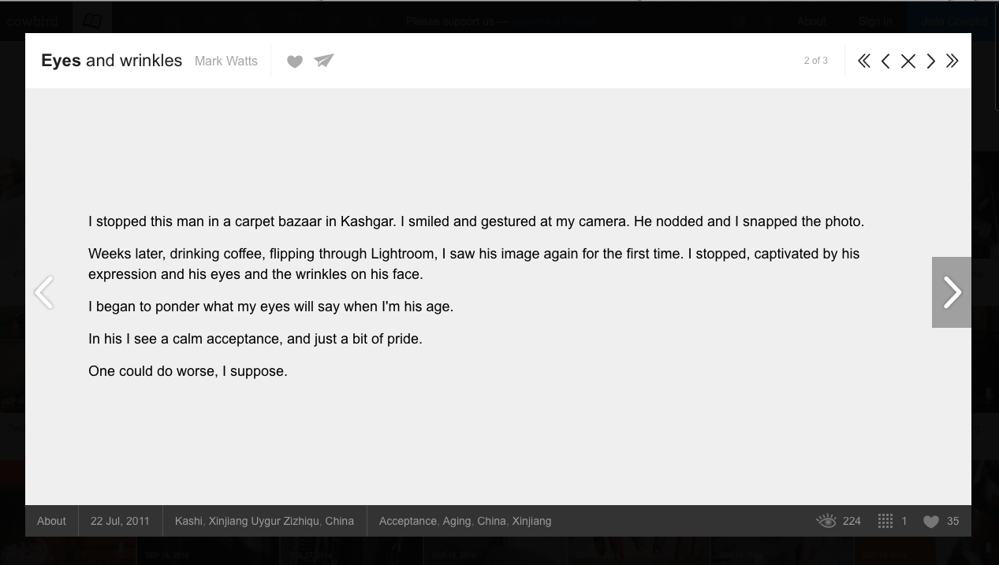 cowbird
Please support us — become a Citizen
About
Sign in
Join Cowbird
Eyes and wrinkles
Mark Watts
2 of 3
I stopped this man in a carpet bazaar in Kashgar. I smiled and gestured at my camera. He nodded and I snapped the photo.
Weeks later, drinking coffee, flipping through Lightroom, I saw his image again for the first time. I stopped, captivated by his
expression and his eyes and the wrinkles on his face.
I began to ponder what my eyes will say when I'm his age.
In his I see a calm acceptance, and just a bit of pride.
One could do worse, I suppose.
About
22 Jul, 2011
Kashi, Xinjiang Uygur Zizhiqu, China
Acceptance, Aging, China, Xinjiang
224
1
35